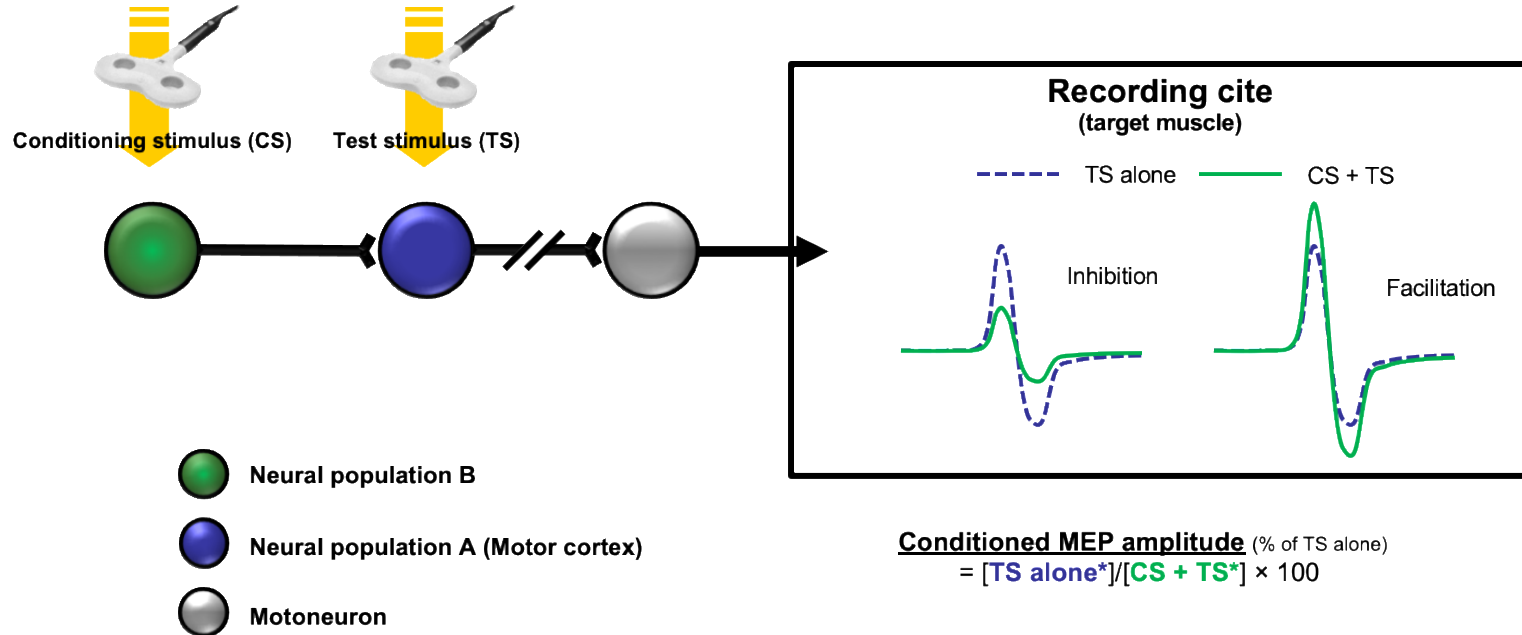 Conditioning stimulus (CS)
Test stimulus (TS)
Recording cite
(target muscle)
TS alone
CS + TS
Inhibition
Facilitation
Neural population B
Neural population A (Motor cortex)
Motoneuron
Conditioned MEP amplitude (% of TS alone)
= [TS alone*]/[CS + TS*] × 100